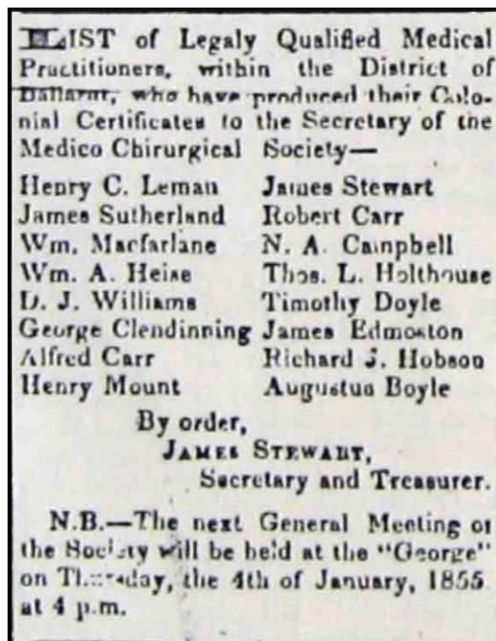 LIST of Legaly Qualified Medical
Practitioners, within the District of
Ballarat, who have produced their Colo-
nial Certificates to the Secretary of the
Medico Chirurgical Society—
Henry C. Leman James Stewart
James Sutherland Robert Carr
Wm. Macfarlane N. A. Campbell
Wm. A. Heise Thos. L. Holthouse
D. J. Williams Timothy Doyle
George Clendinning James Edmoston
Alfred Carr Richard J. Hobson
Henry Mount Augustus Boyle
By order,
JAMES STEWART,
Secretary and Treasurer.
N.B.—The next General Meeting of
the Society will be held at the "George"
on Thursday, the 4th of January, 1855
at 4 p.m.